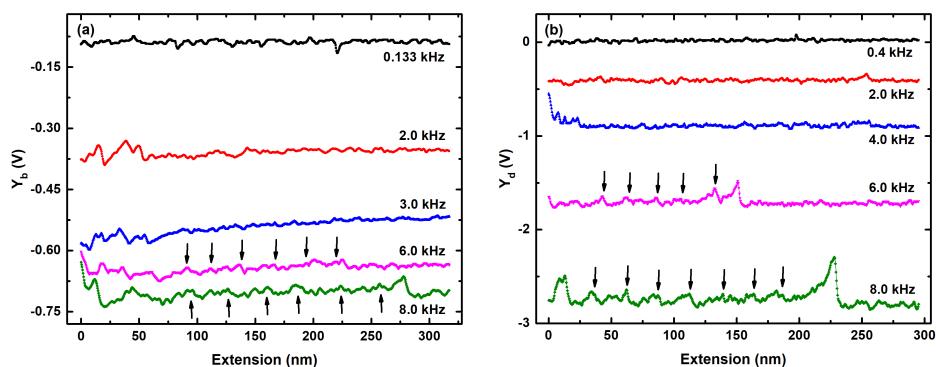 (a)
0.133 kHz
2.0 kHz
3.0 kHz
6.0 kHz
8.0 kHz
-0.15
-0.30
-0.45
-0.60
-0.75
Y_b (V)
0 50 100 150 200 250 300
Extension (nm)
(b)
0.4 kHz
2.0 kHz
4.0 kHz
6.0 kHz
8.0 kHz
0
-1
-2
-3
Y_d (V)
0 50 100 150 200 250 300
Extension (nm)